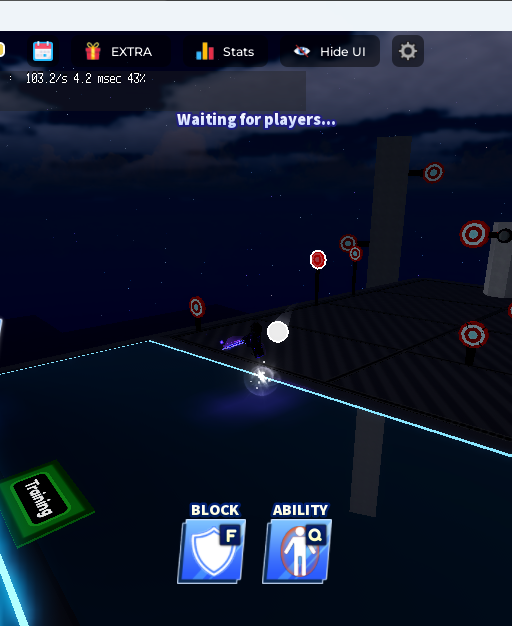 EXTRA
Stats
Hide UI
: 103.2/s 4.2 msec 43%
Waiting for players...
Training
BLOCK
ABILITY
F
Q